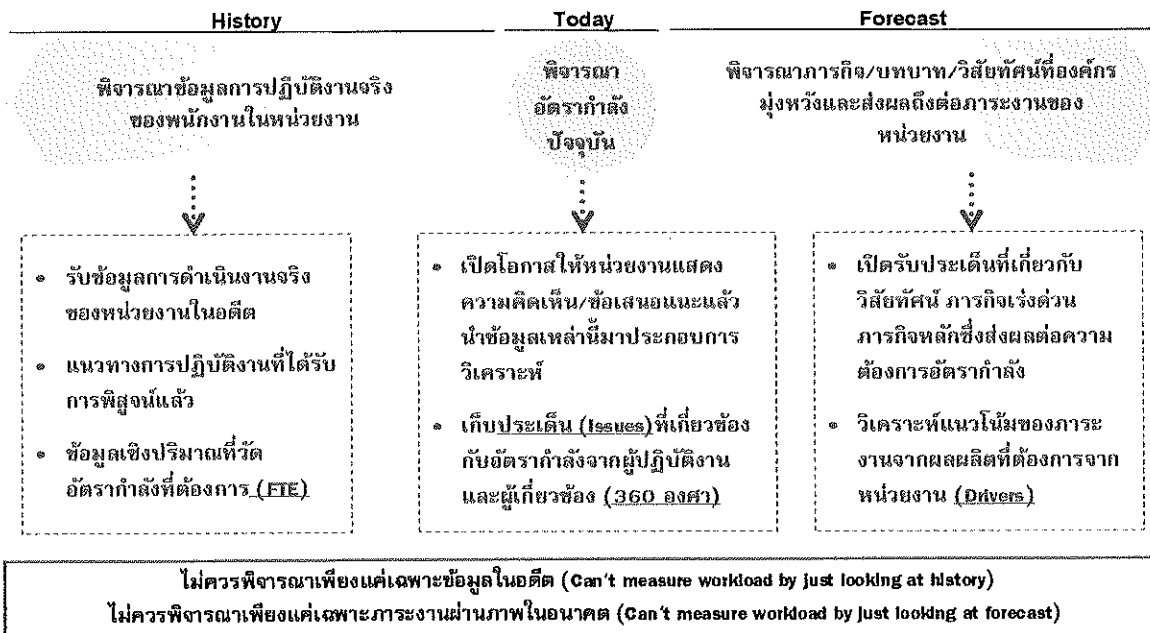 History
Today
Forecast
พิจารณาข้อมูลการปฏิบัติงานจริง
ของพนักงานในหน่วยงาน
พิจารณา
อัตรากำลัง
ปัจจุบัน
พิจารณาภารกิจ/บทบาท/วิสัยทัศน์ที่องค์กร
มุ่งหวังและส่งผลถึงต่อภาระงานของ
หน่วยงาน
• รับข้อมูลการดำเนินงานจริง
ของหน่วยงานในอดีต
• แนวทางการปฏิบัติงานที่ได้รับ
การพิสูจน์แล้ว
• ข้อมูลเชิงปริมาณที่วัด
อัตรากำลังที่ต้องการ (FTE)
• เปิดโอกาสให้หน่วยงานแสดง
ความคิดเห็น/ข้อเสนอแนะแล้ว
นำข้อมูลเหล่านี้มาประกอบการ
วิเคราะห์
• เก็บประเด็น (Issues)ที่เกี่ยวข้อง
กับอัตรากำลังจากผู้ปฏิบัติงาน
และผู้เกี่ยวข้อง (360 องศา)
• เปิดรับประเด็นที่เกี่ยวกับ
วิสัยทัศน์ ภารกิจเร่งด่วน
ภารกิจหลักซึ่งส่งผลต่อความ
ต้องการอัตรากำลัง
• วิเคราะห์แนวโน้มของภาระ
งานจากผลผลิตที่ต้องการจาก
หน่วยงาน (Drivers)
ไม่ควรพิจารณาเพียงแค่เฉพาะข้อมูลในอดีต (Can't measure workload by just looking at history)
ไม่ควรพิจารณาเพียงแค่เฉพาะภาระงานผ่านภาพในอนาคต (Can't measure workload by just looking at forecast)